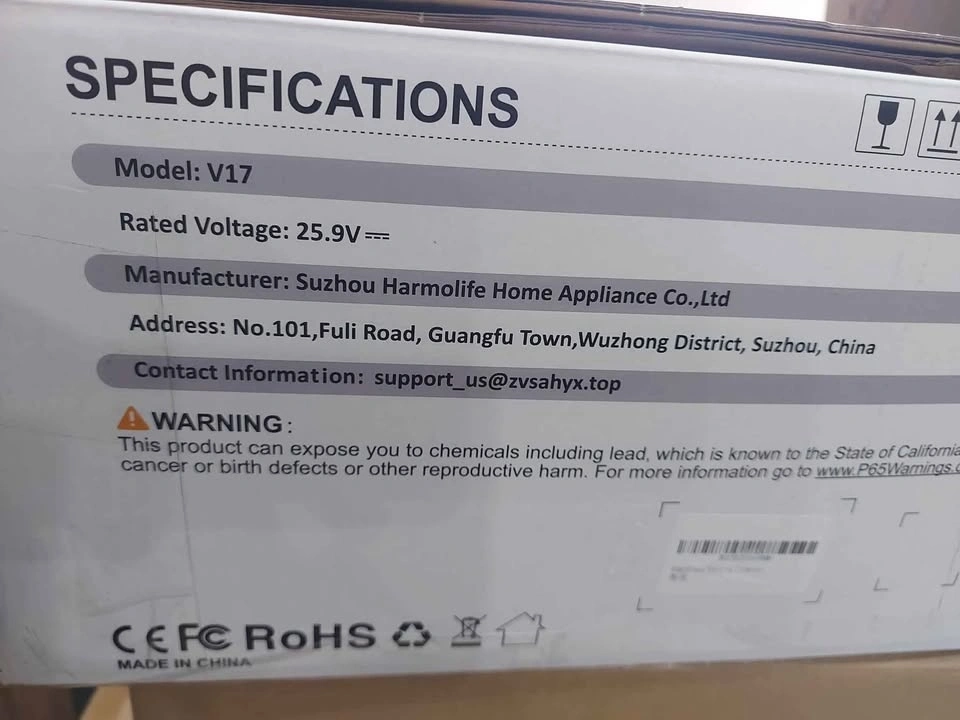 SPECIFICATIONS
Model: V17
Rated Voltage: 25.9V⎓
Manufacturer: Suzhou Harmolife Home Appliance Co.,Ltd
Address: No.101,Fuli Road, Guangfu Town,Wuzhong District, Suzhou, China
Contact Information: support_us@zvsahyx.top
WARNING:
This product can expose you to chemicals including lead, which is known to the State of California
cancer or birth defects or other reproductive harm. For more information go to www.P65Warnings.c
CE FC RoHS
MADE IN CHINA